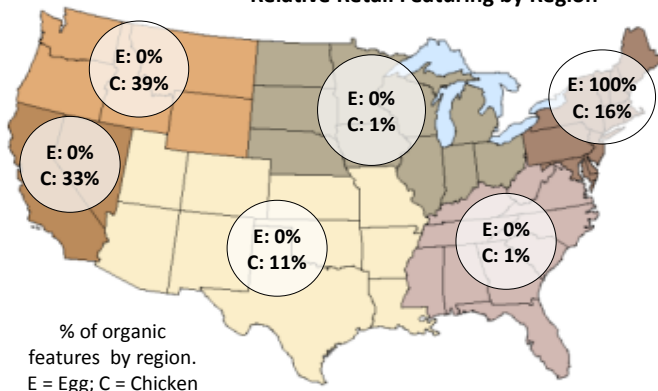 Relative Retail Featuring by Region
E: 0%
C: 39%
E: 0%
C: 1%
E: 100%
C: 16%
E: 0%
C: 33%
E: 0%
C: 11%
E: 0%
C: 1%
% of organic
features by region.
E = Egg; C = Chicken